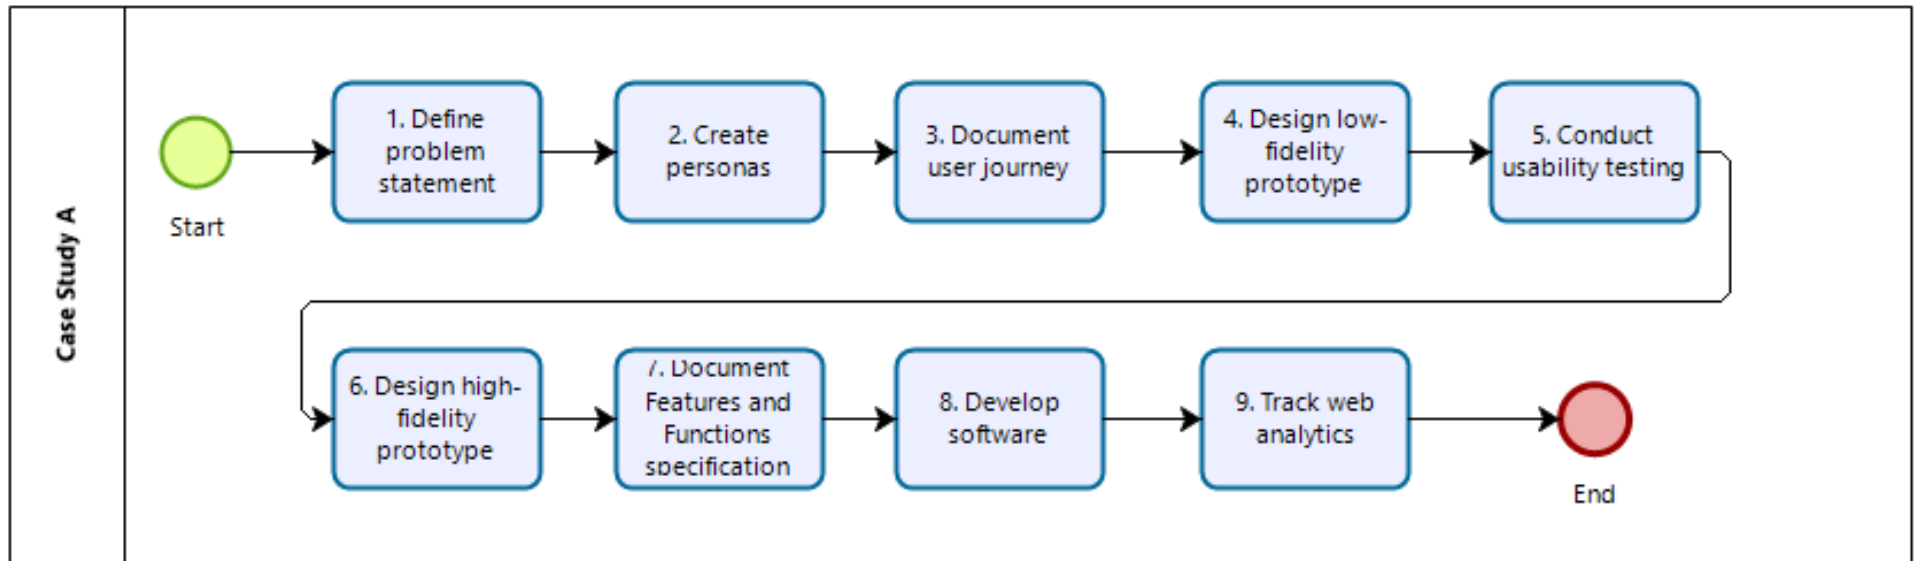 Case Study A
Start
1. Define
problem
statement
2. Create
personas
3. Document
user journey
4. Design low-
fidelity
prototype
5. Conduct
usability testing
6. Design high-
fidelity
prototype
7. Document
Features and
Functions
specification
8. Develop
software
9. Track web
analytics
End